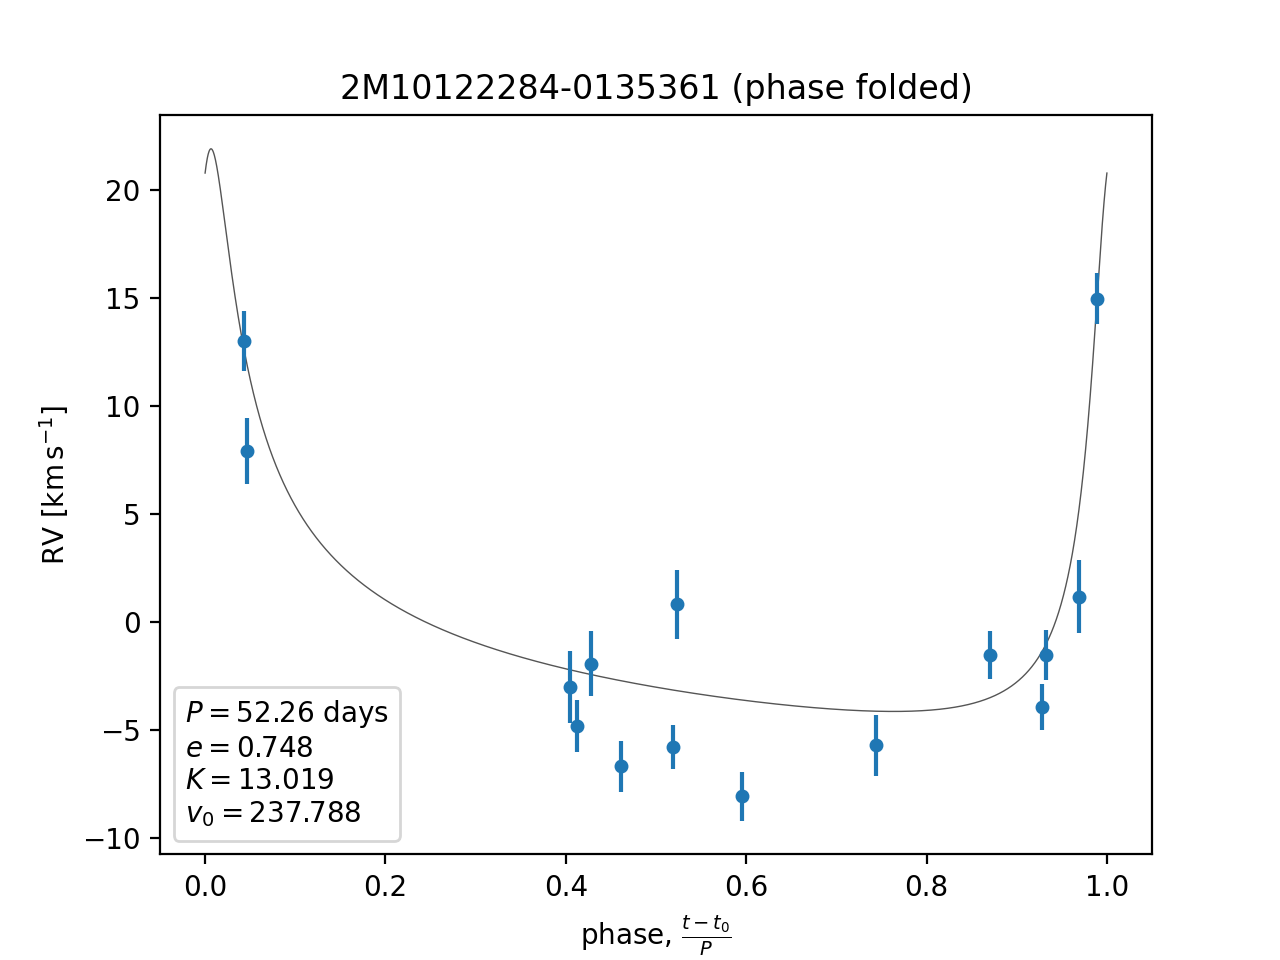 2M10122284-0135361 (phase folded)
RV [km s⁻¹]
20
15
10
5
0
−5
−10
P = 52.26 days
e = 0.748
K = 13.019
v₀ = 237.788
0.0 0.2 0.4 0.6 0.8 1.0
phase, (t − t₀)/P